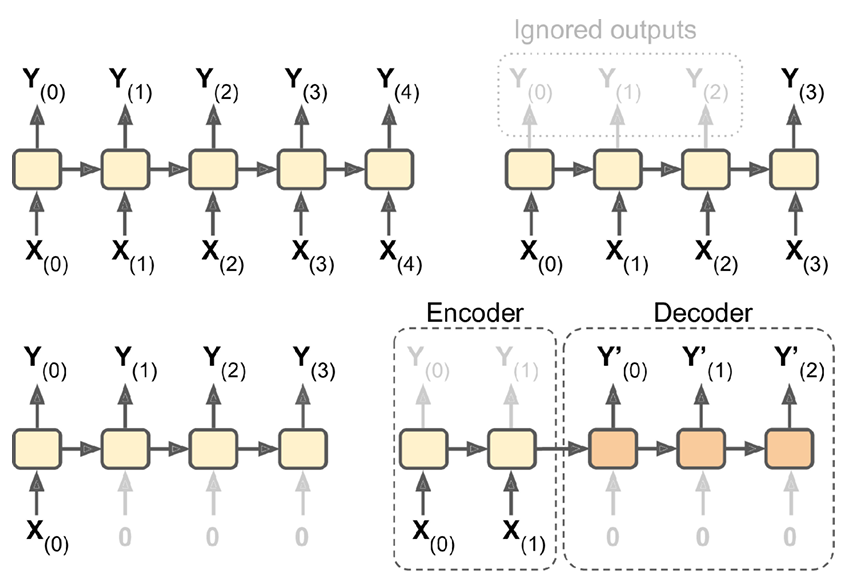 Ignored outputs
Y(0) Y(1) Y(2) Y(3) Y(4) Y(0) Y(1) Y(2) Y(3)
X(0) X(1) X(2) X(3) X(4) X(0) X(1) X(2) X(3)
Encoder Decoder
Y(0) Y(1) Y(2) Y(3) Y(0) Y(1) Y’(0) Y’(1) Y’(2)
X(0) 0 0 0 X(0) X(1) 0 0 0